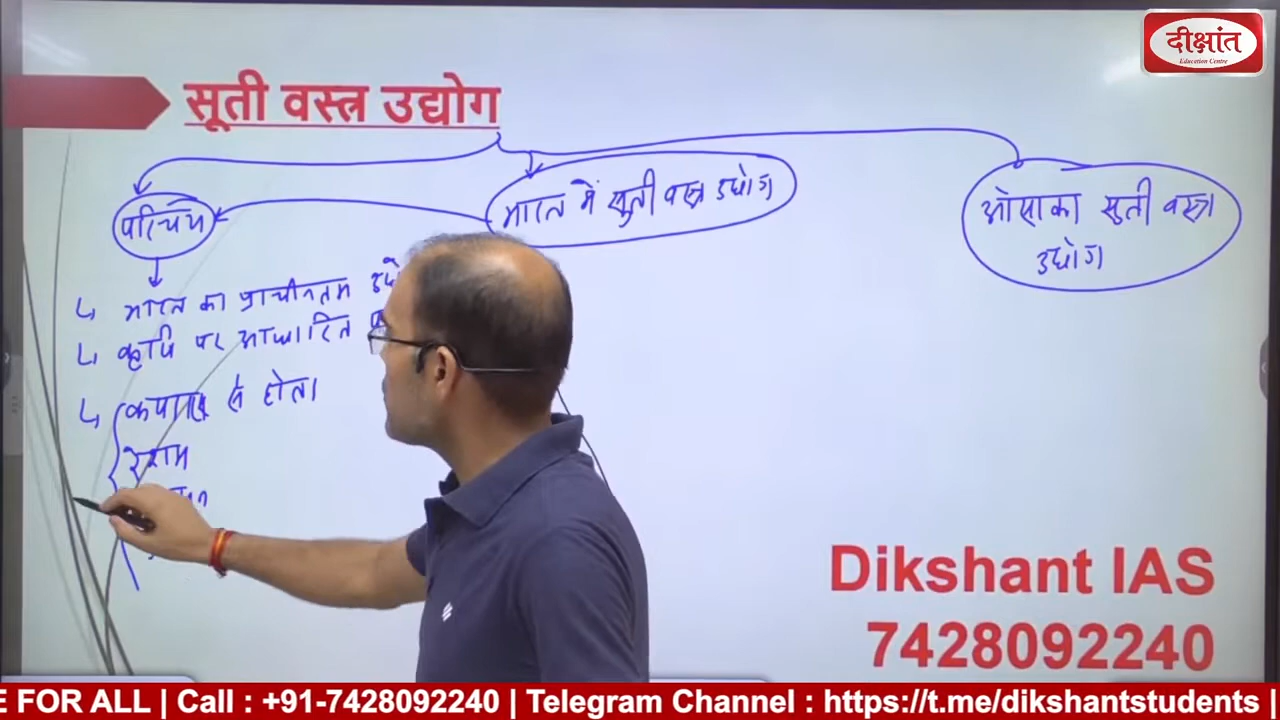 दीक्षांत
Education Centre
सूती वस्त्र उद्योग
परिचय
भारत में सूती वस्त्र उद्योग
ओसाका सूती वस्त्र
उद्योग
भारत का प्राचीनतम
कृषि पर आधारित
कपास से होता
रेशम
Dikshant IAS
7428092240
E FOR ALL | Call : +91-7428092240 | Telegram Channel : https://t.me/dikshantstudents |